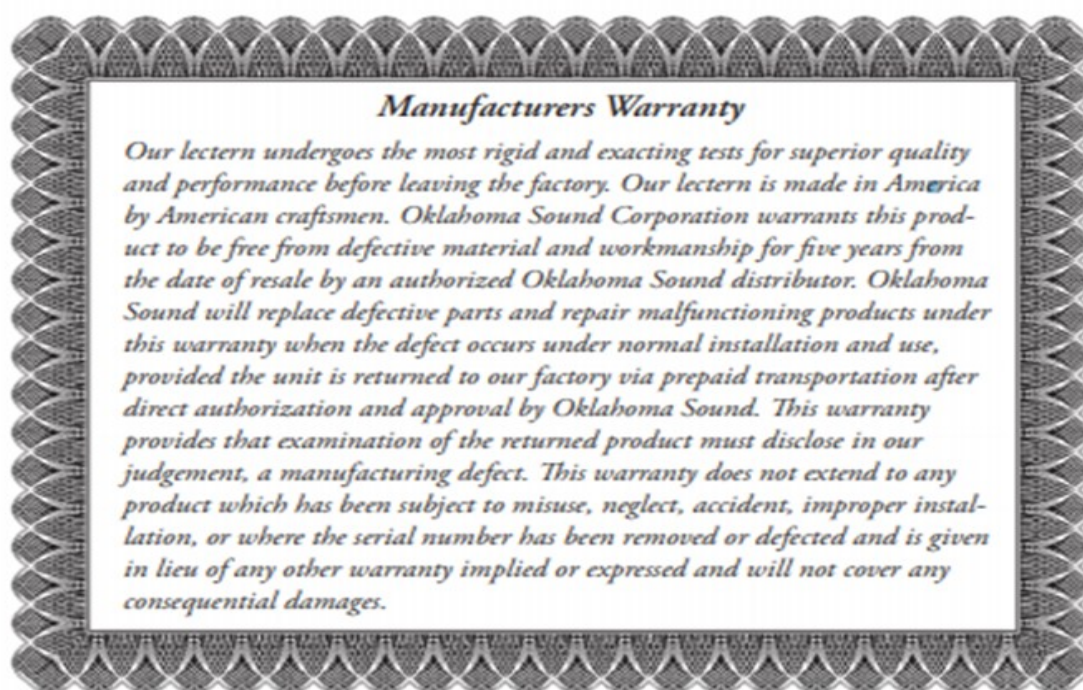 Manufacturers Warranty
Our lectern undergoes the most rigid and exacting tests for superior quality
and performance before leaving the factory. Our lectern is made in America
by American craftsmen. Oklahoma Sound Corporation warrants this prod-
uct to be free from defective material and workmanship for five years from
the date of resale by an authorized Oklahoma Sound distributor. Oklahoma
Sound will replace defective parts and repair malfunctioning products under
this warranty when the defect occurs under normal installation and use,
provided the unit is returned to our factory via prepaid transportation after
direct authorization and approval by Oklahoma Sound. This warranty
provides that examination of the returned product must disclose in our
judgement, a manufacturing defect. This warranty does not extend to any
product which has been subject to misuse, neglect, accident, improper instal-
lation, or where the serial number has been removed or defected and is given
in lieu of any other warranty implied or expressed and will not cover any
consequential damages.